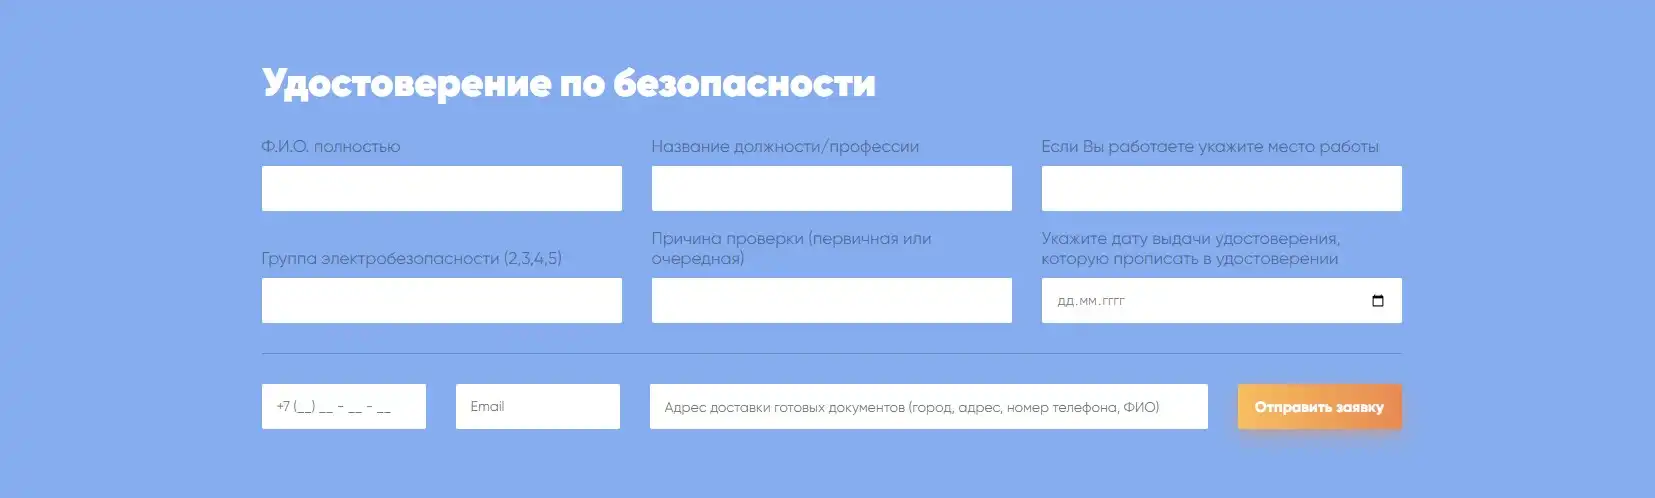 Удостоверение по безопасности
Ф.И.О. полностью
Название должности/профессии
Если Вы работаете укажите место работы
Группа электробезопасности (2,3,4,5)
Причина проверки (первичная или
очередная)
Укажите дату выдачи удостоверения,
которую прописать в удостоверении
дд.мм.гггг
+7 (__) __ - __ - __
Email
Адрес доставки готовых документов (город, адрес, номер телефона, ФИО)
Отправить заявку